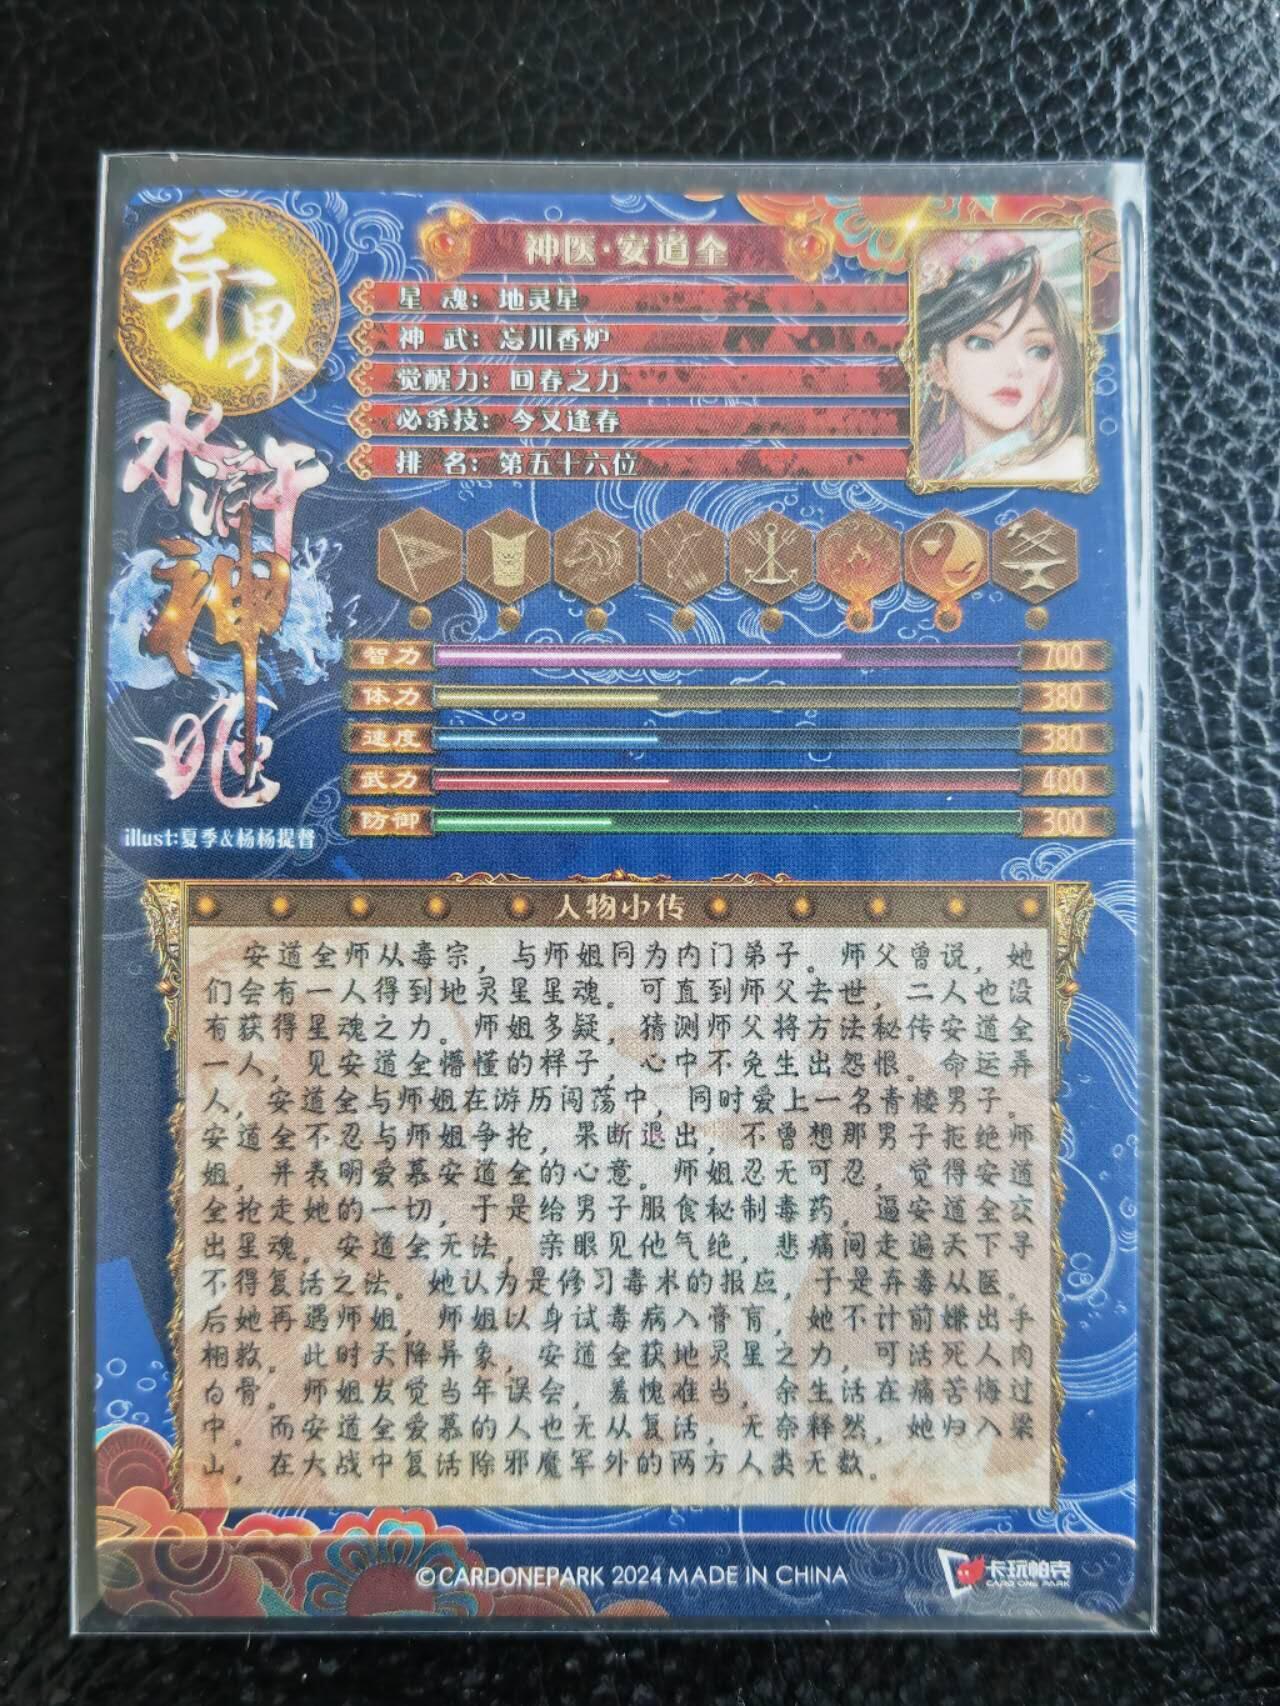 异界
水浒
神
姬
illust:夏季&杨杨提督
神医·安道全
星 魂：地灵星
神 武：忘川香炉
觉醒力：回春之力
必杀技：今又逢春
排 名：第五十六位
智力 700
体力 380
速度 380
武力 400
防御 300
人物小传
安道全师从毒宗，与师姐同为内门弟子。师父曾说，她
们会有一人得到地灵星星魂。可直到师父去世，二人也没
有获得星魂之力。师姐多疑，猜测师父将方法秘传安道全
一人，见安道全懵懂的样子，心中不免生出怨恨。命运弄
人，安道全与师姐在游历闯荡中，同时爱上一名青楼男子。
安道全不忍与师姐争抢，果断退出，不曾想那男子拒绝师
姐，并表明爱慕安道全的心意。师姐忍无可忍，觉得安道
全抢走她的一切，于是给男子服食秘制毒药，逼安道全交
出星魂。安道全无法，亲眼见他气绝，悲痛间走遍天下寻
不得复活之法。她认为是修习毒术的报应，于是弃毒从医。
后她再遇师姐，师姐以身试毒病入膏肓，她不计前嫌出手
相救。此时天降异象，安道全获地灵星之力，可活死人肉
白骨。师姐发觉当年误会，羞愧难当，余生活在痛苦悔过
中。而安道全爱慕的人也无从复活，无奈释然，她归入梁
山，在大战中复活除邪魔军外的两方人类无数。
©CARDONEPARK 2024 MADE IN CHINA
卡玩帕克
CARD ONE PARK